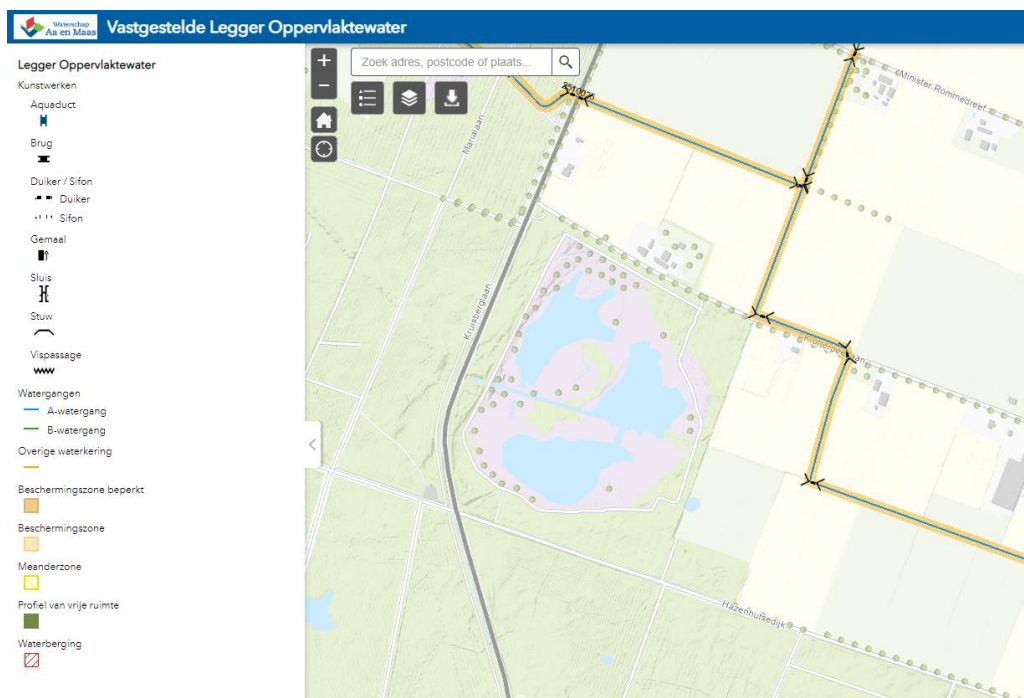 Waterschap
Aa en Maas
Vastgestelde Legger Oppervlaktewater
Legger Oppervlaktewater
Kunstwerken
Aquaduct
Brug
Duiker / Sifon
Duiker
Sifon
Gemaal
Sluis
Stuw
Vispassage
Watergangen
A-watergang
B-watergang
Overige waterkering
Beschermingszone beperkt
Beschermingszone
Meanderzone
Profiel van vrije ruimte
Waterberging
+
Zoek adres, postcode of plaats...
−
Minister Rommedreef
Marialaan
Kruisberglaan
Hazenhutsedijk